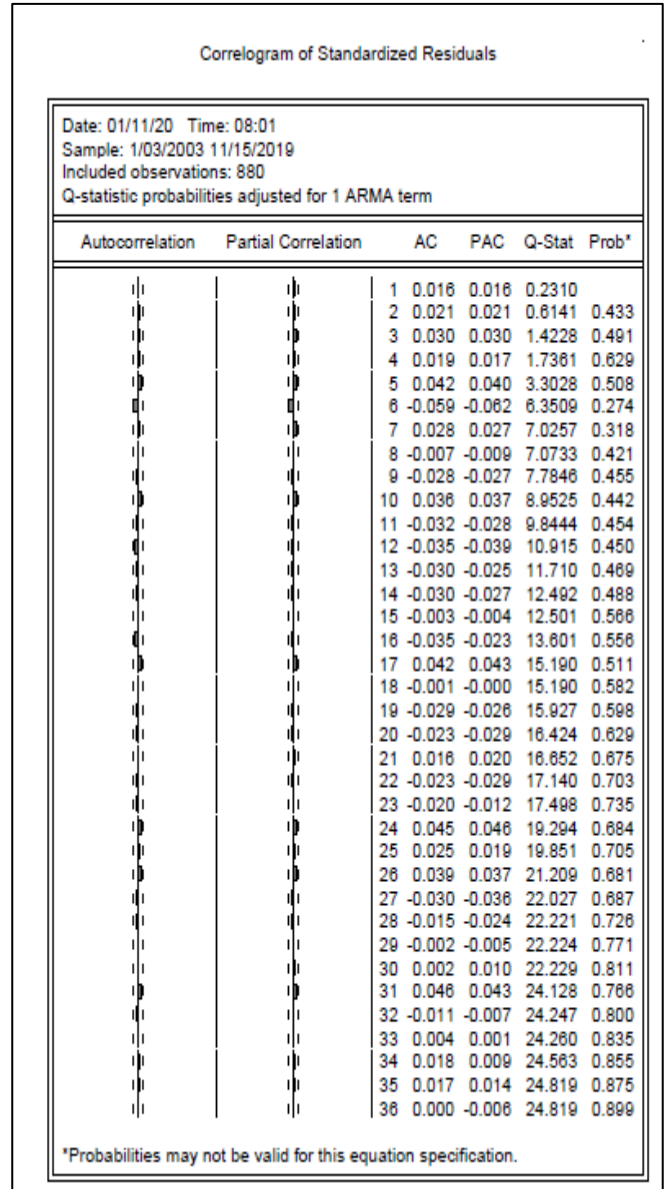 Correlogram of Standardized Residuals
Date: 01/11/20 Time: 08:01
Sample: 1/03/2003 11/15/2019
Included observations: 880
Q-statistic probabilities adjusted for 1 ARMA term
Autocorrelation Partial Correlation AC PAC Q-Stat Prob*
1 0.016 0.016 0.2310
2 0.021 0.021 0.6141 0.433
3 0.030 0.030 1.4228 0.491
4 0.019 0.017 1.7361 0.629
5 0.042 0.040 3.3028 0.508
6 -0.059 -0.062 6.3509 0.274
7 0.028 0.027 7.0257 0.318
8 -0.007 -0.009 7.0733 0.421
9 -0.028 -0.027 7.7846 0.455
10 0.036 0.037 8.9525 0.442
11 -0.032 -0.028 9.8444 0.454
12 -0.035 -0.039 10.915 0.450
13 -0.030 -0.025 11.710 0.469
14 -0.030 -0.027 12.492 0.488
15 -0.003 -0.004 12.501 0.566
16 -0.035 -0.023 13.601 0.556
17 0.042 0.043 15.190 0.511
18 -0.001 -0.000 15.190 0.582
19 -0.029 -0.026 15.927 0.598
20 -0.023 -0.029 16.424 0.629
21 0.016 0.020 16.652 0.675
22 -0.023 -0.029 17.140 0.703
23 -0.020 -0.012 17.498 0.735
24 0.045 0.046 19.294 0.684
25 0.025 0.019 19.851 0.705
26 0.039 0.037 21.209 0.681
27 -0.030 -0.036 22.027 0.687
28 -0.015 -0.024 22.221 0.726
29 -0.002 -0.005 22.224 0.771
30 0.002 0.010 22.229 0.811
31 0.046 0.043 24.128 0.766
32 -0.011 -0.007 24.247 0.800
33 0.004 0.001 24.260 0.835
34 0.018 0.009 24.563 0.855
35 0.017 0.014 24.819 0.875
36 0.000 -0.006 24.819 0.899
*Probabilities may not be valid for this equation specification.